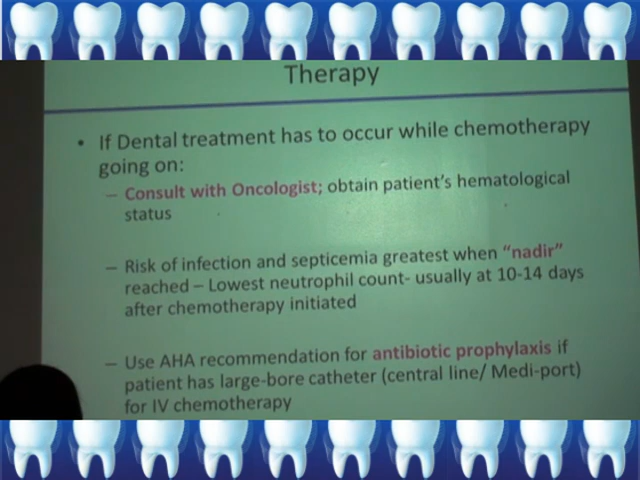 Therapy
• If Dental treatment has to occur while chemotherapy
going on:
– Consult with Oncologist; obtain patient's hematological
status
– Risk of infection and septicemia greatest when "nadir"
reached – Lowest neutrophil count- usually at 10-14 days
after chemotherapy initiated
– Use AHA recommendation for antibiotic prophylaxis if
patient has large-bore catheter (central line/ Medi-port)
for IV chemotherapy